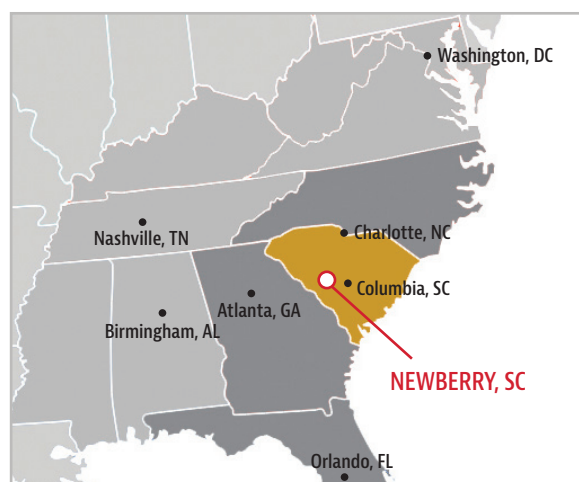 Washington, DC
Nashville, TN
Charlotte, NC
Columbia, SC
Atlanta, GA
Birmingham, AL
NEWBERRY, SC
Orlando, FL